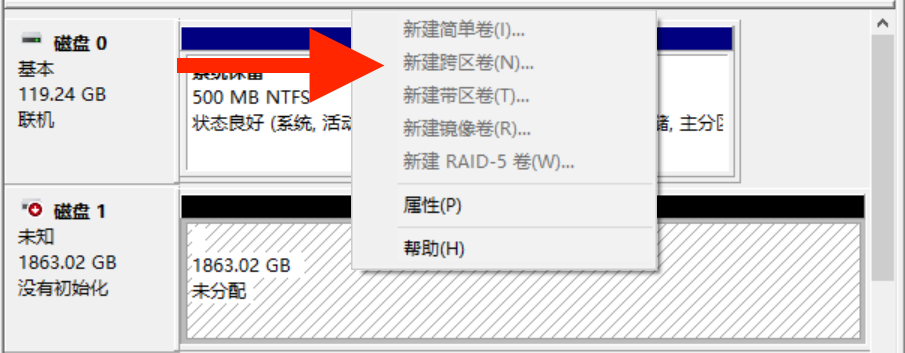 磁盘 0
基本
119.24 GB
联机
500 MB NTFS
状态良好 (系统, 活动
, 主分区
新建简单卷(I)...
新建跨区卷(N)...
新建带区卷(T)...
新建镜像卷(R)...
新建 RAID-5 卷(W)...
属性(P)
帮助(H)
磁盘 1
未知
1863.02 GB
没有初始化
1863.02 GB
未分配